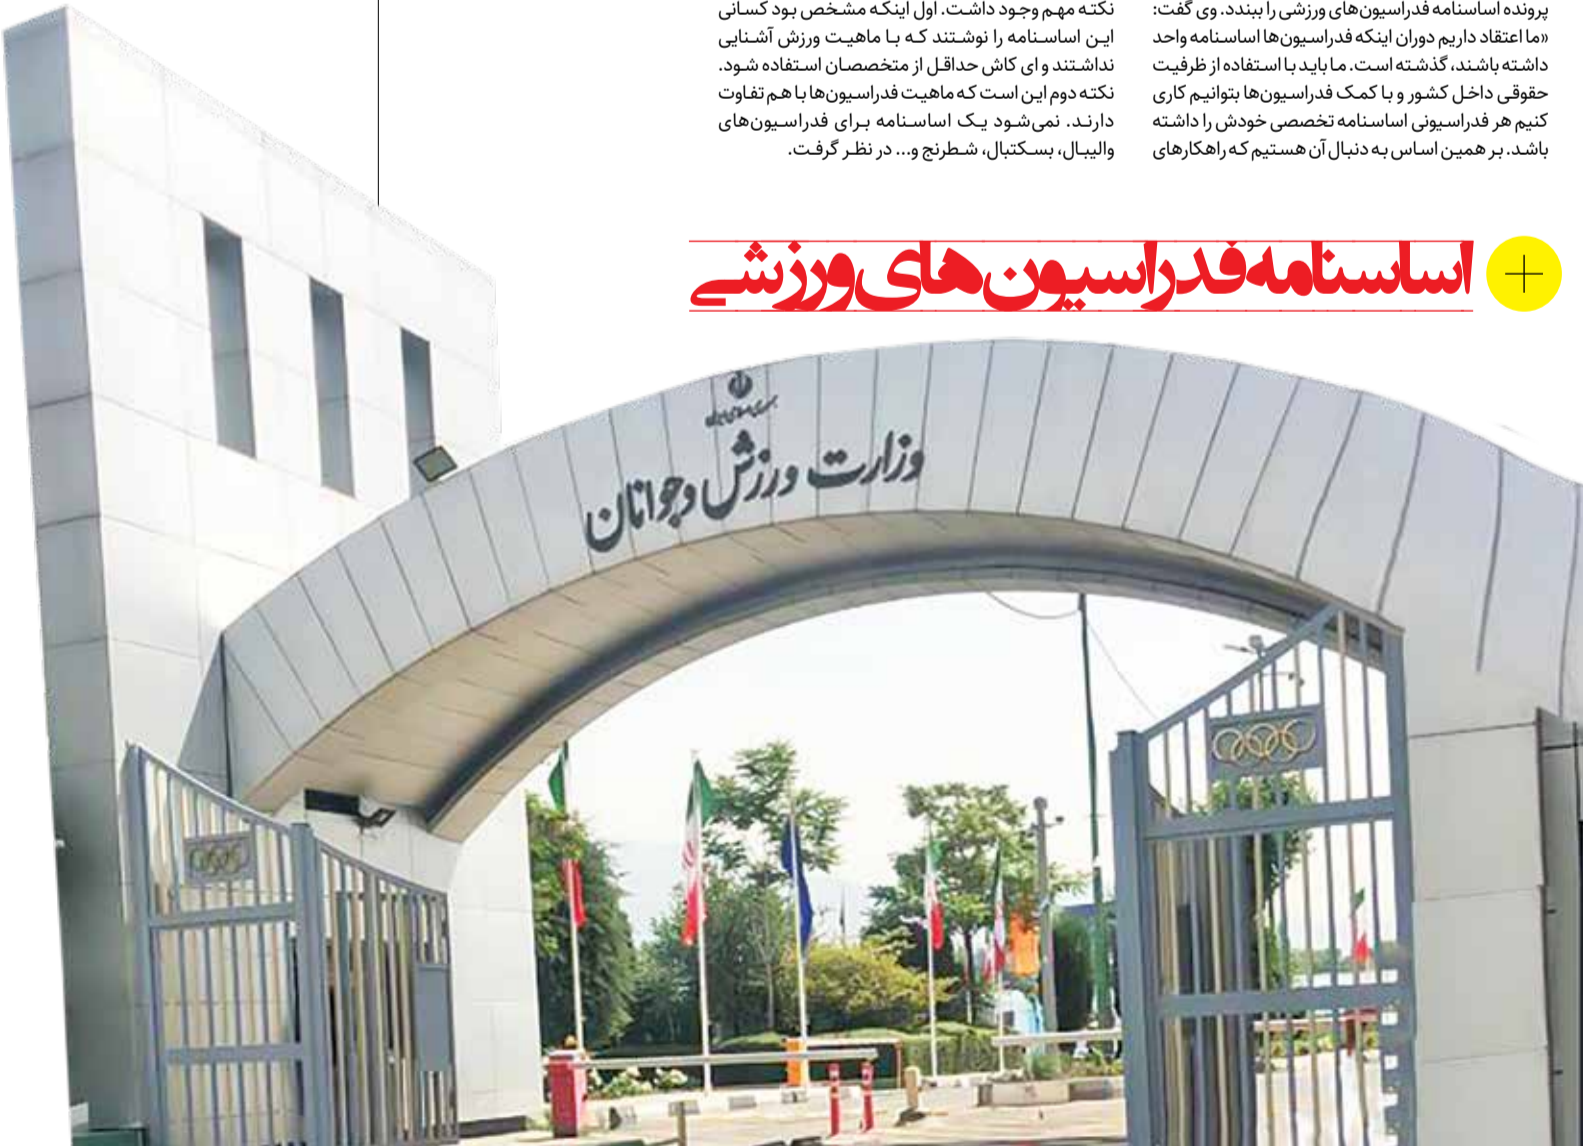 پرونده اساسنامه فدراسیون‌های ورزشی را ببندد. وی گفت:
«ما اعتقاد داریم دوران اینکه فدراسیون‌ها اساسنامه واحد
داشته باشند، گذشته است. ما باید با استفاده از ظرفیت
حقوقی داخل کشور و با کمک فدراسیون‌ها بتوانیم کاری
کنیم هر فدراسیونی اساسنامه تخصصی خودش را داشته
باشد. بر همین اساس به دنبال آن هستیم که راهکارهای
نکته مهم وجود داشت. اول اینکه مشخص بود کسانی
این اساسنامه را نوشتند که با ماهیت ورزش آشنایی
نداشتند و ای کاش حداقل از متخصصان استفاده شود.
نکته دوم این است که ماهیت فدراسیون‌ها با هم تفاوت
دارند. نمی‌شود یک اساسنامه برای فدراسیون‌های
والیبال، بسکتبال، شطرنج و... در نظر گرفت.
اساسنامه فدراسیون‌های ورزشی
جمهوری اسلامی ایران
وزارت ورزش و جوانان